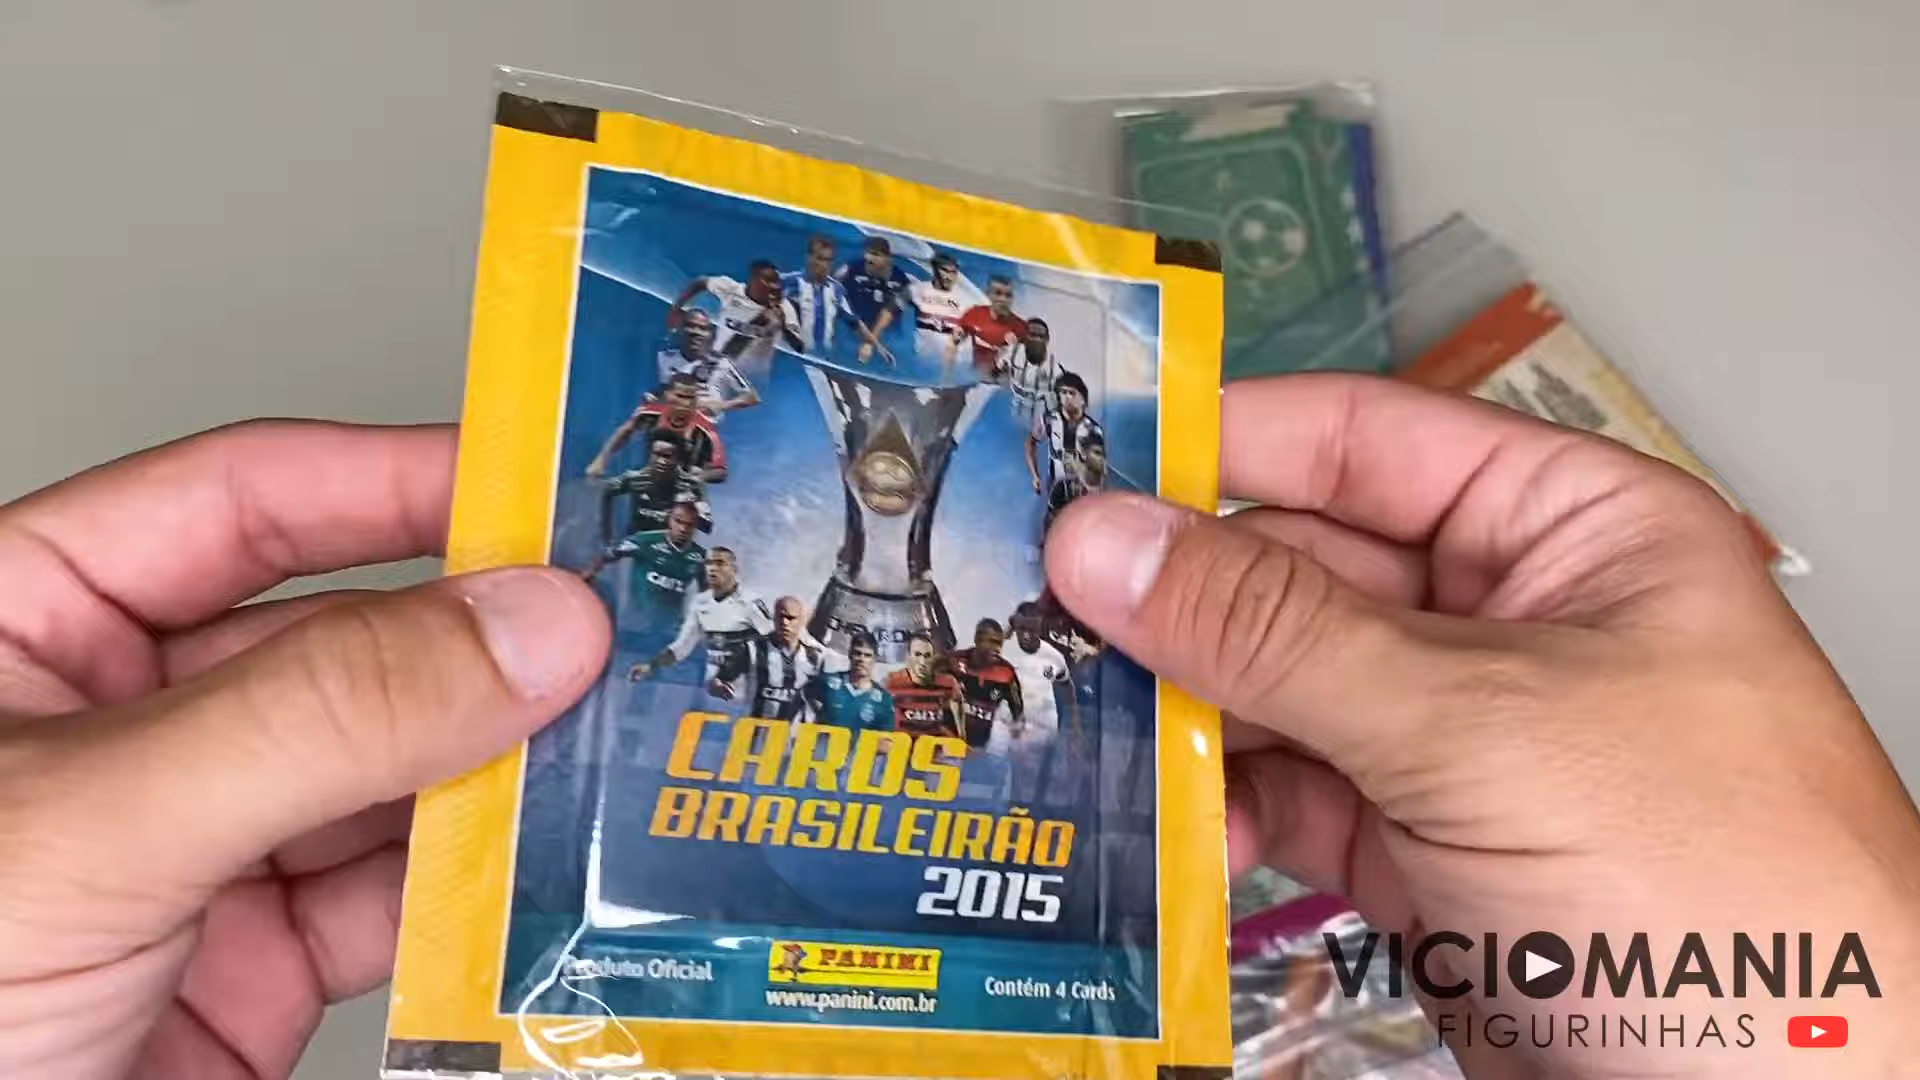 CARDS
BRASILEIRÃO
2015
Produto Oficial
PANINI
www.panini.com.br
Contém 4 Cards
VICIOMANIA
FIGURINHAS